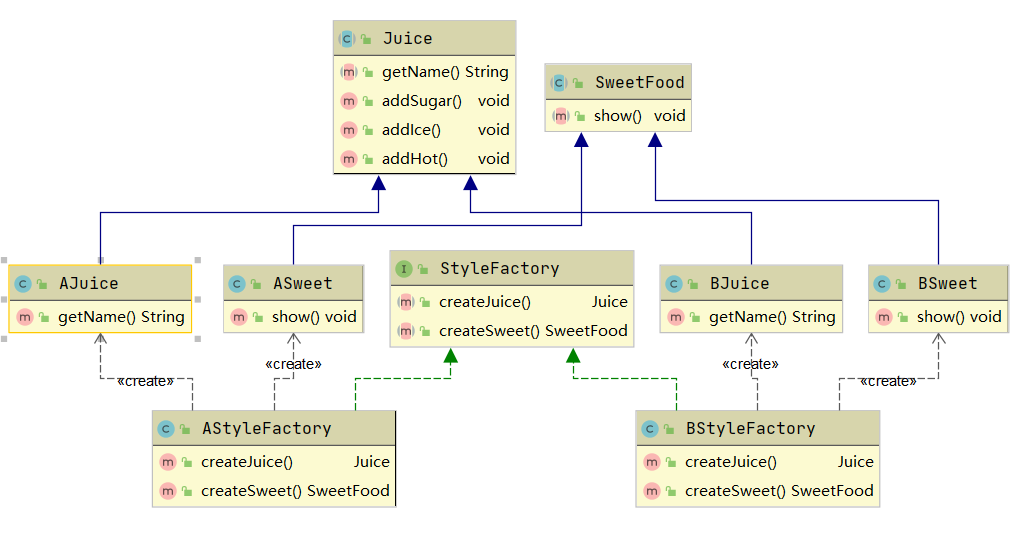 Juice
getName() String
addSugar() void
addIce() void
addHot() void
SweetFood
show() void
AJuice
getName() String
ASweet
show() void
StyleFactory
createJuice() Juice
createSweet() SweetFood
BJuice
getName() String
BSweet
show() void
«create»
«create»
«create»
«create»
AStyleFactory
createJuice() Juice
createSweet() SweetFood
BStyleFactory
createJuice() Juice
createSweet() SweetFood